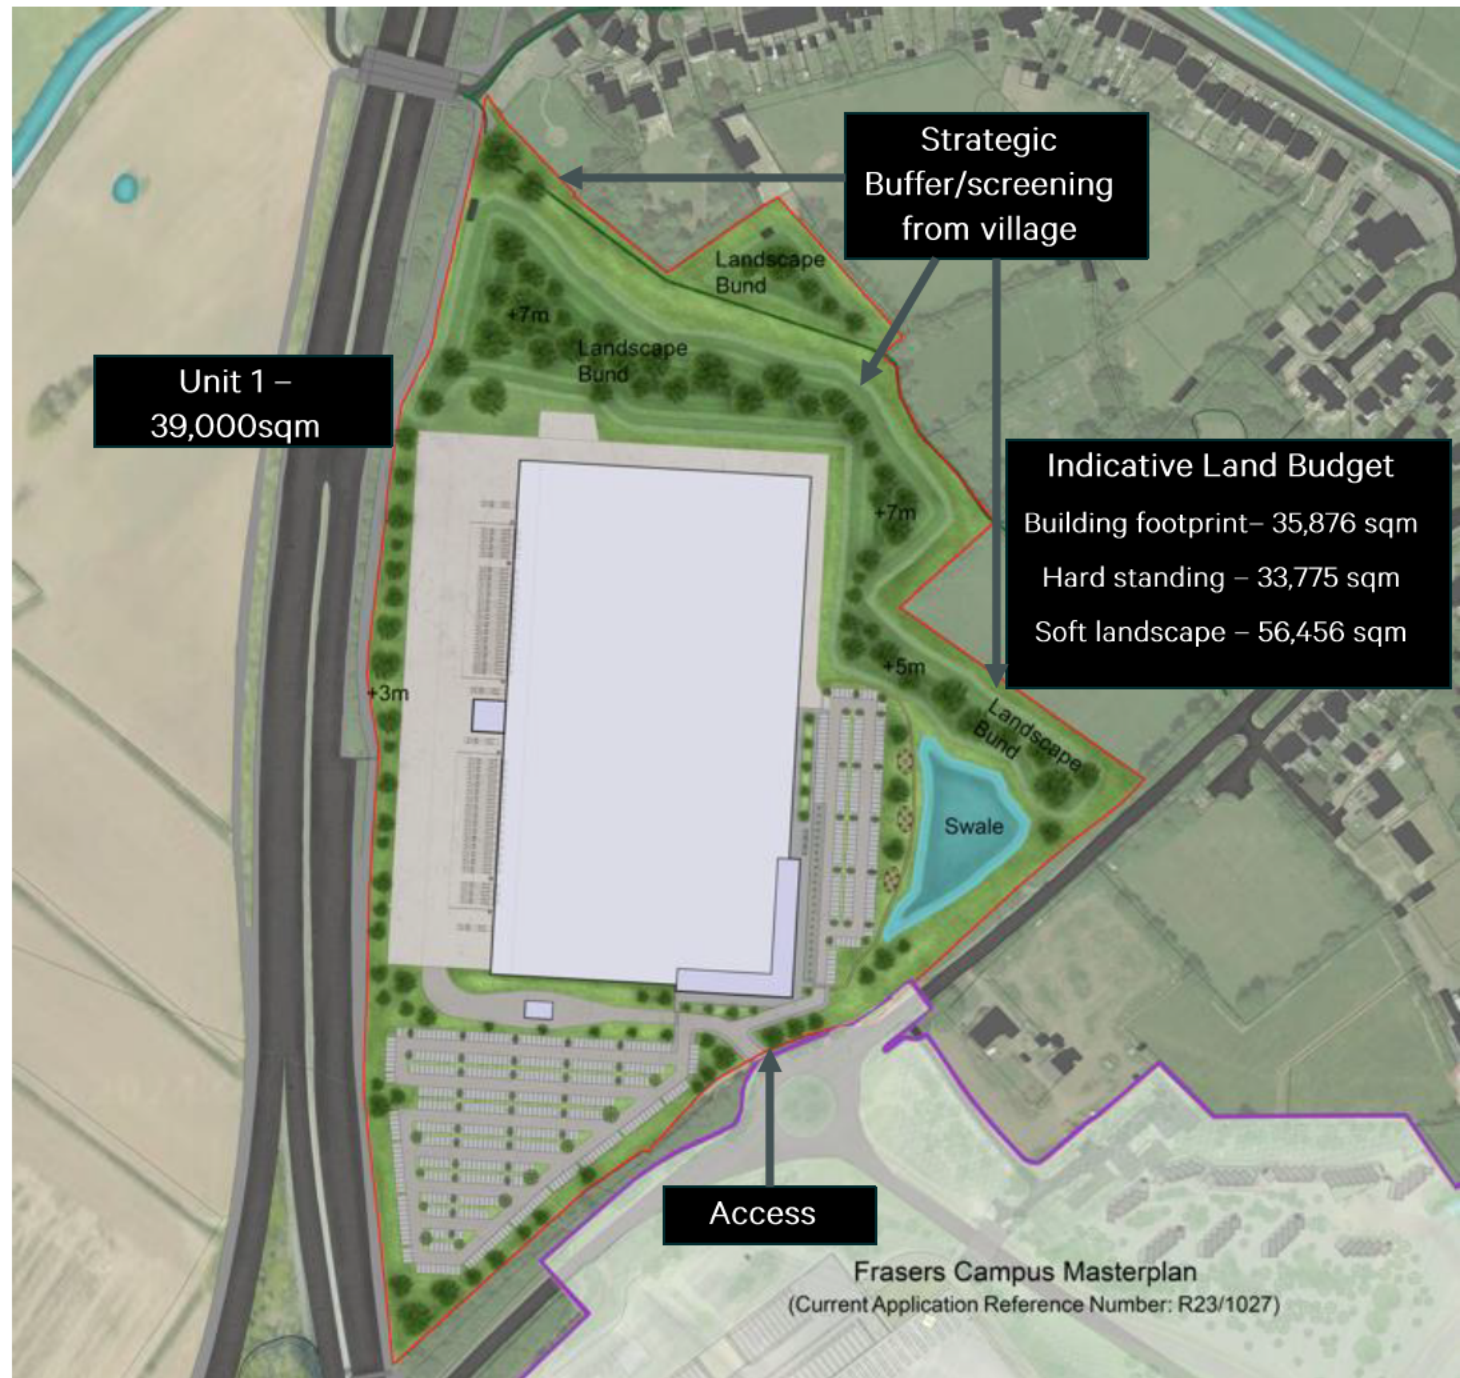 Strategic
Buffer/screening
from village
Landscape
Bund
+7m
Landscape
Bund
Unit 1 –
39,000sqm
Indicative Land Budget
Building footprint– 35,876 sqm
Hard standing – 33,775 sqm
Soft landscape – 56,456 sqm
+7m
+5m
+3m
Landscape
Bund
Swale
Access
Frasers Campus Masterplan
(Current Application Reference Number: R23/1027)